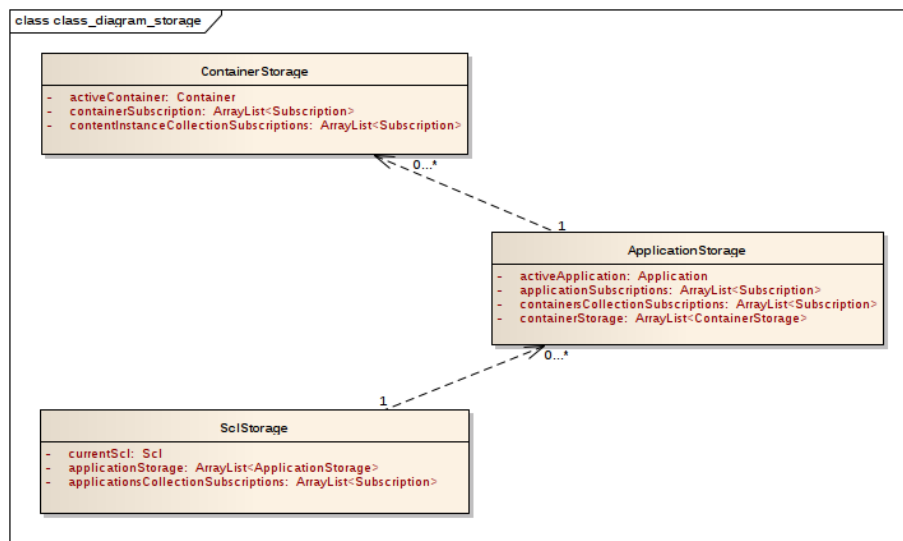 class class_diagram_storage
ContainerStorage
- activeContainer: Container
- containerSubscription: ArrayList<Subscription>
- contentInstanceCollectionSubscriptions: ArrayList<Subscription>
0...*
1
ApplicationStorage
- activeApplication: Application
- applicationSubscriptions: ArrayList<Subscription>
- containersCollectionSubscriptions: ArrayList<Subscription>
- containerStorage: ArrayList<ContainerStorage>
0...*
1
SclStorage
- currentScl: Scl
- applicationStorage: ArrayList<ApplicationStorage>
- applicationsCollectionSubscriptions: ArrayList<Subscription>